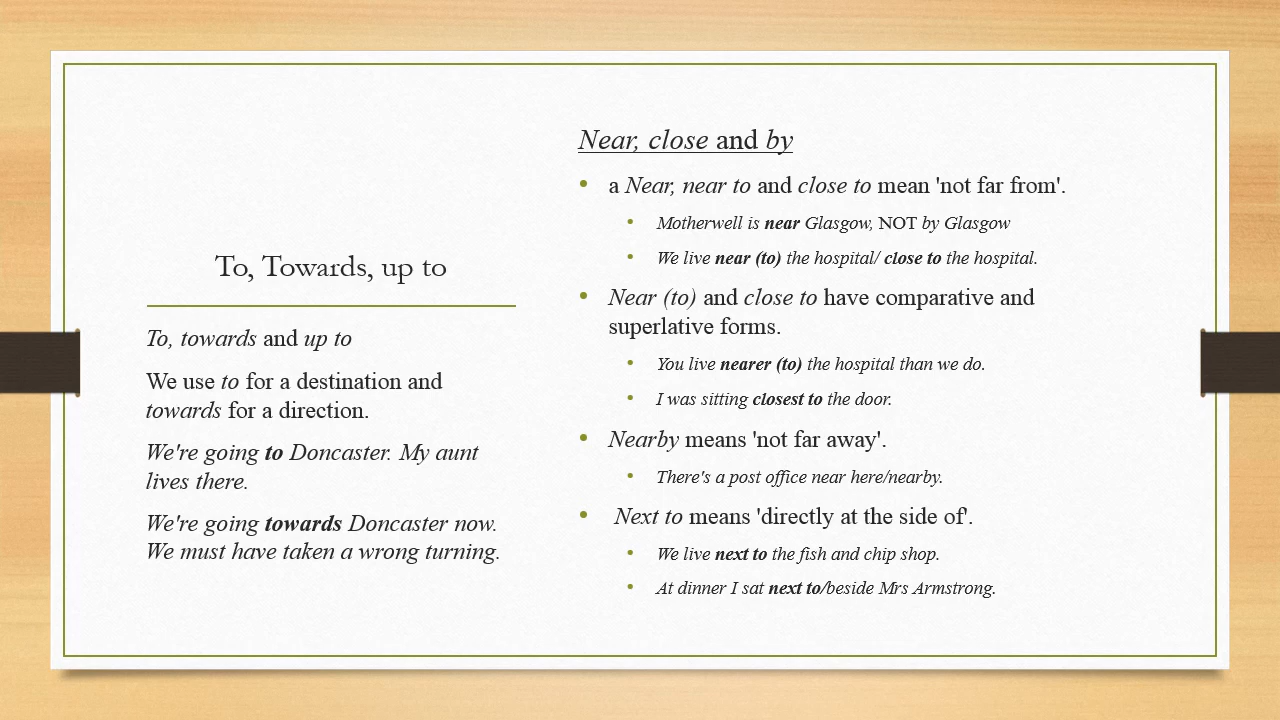 To, Towards, up to
To, towards and up to
We use to for a destination and
towards for a direction.
We're going to Doncaster. My aunt
lives there.
We're going towards Doncaster now.
We must have taken a wrong turning.
Near, close and by
• a Near, near to and close to mean 'not far from'.
• Motherwell is near Glasgow, NOT by Glasgow
• We live near (to) the hospital/ close to the hospital.
• Near (to) and close to have comparative and
superlative forms.
• You live nearer (to) the hospital than we do.
• I was sitting closest to the door.
• Nearby means 'not far away'.
• There's a post office near here/nearby.
• Next to means 'directly at the side of'.
• We live next to the fish and chip shop.
• At dinner I sat next to/beside Mrs Armstrong.